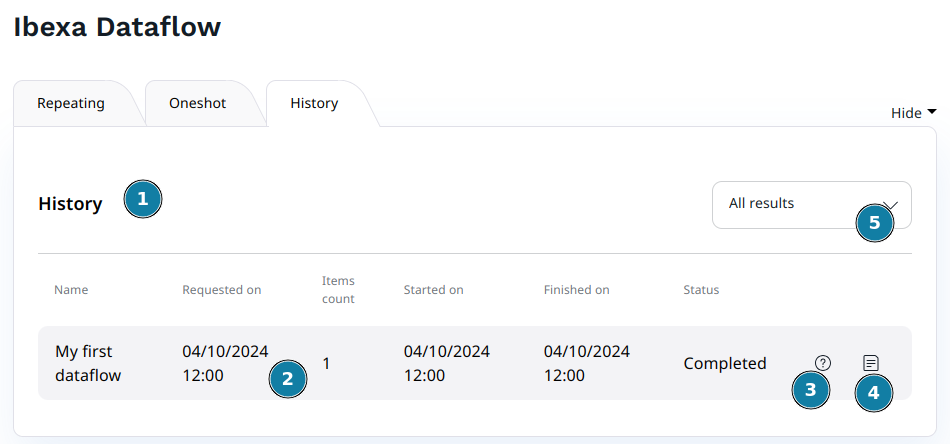 Ibexa Dataflow
Repeating
Oneshot
History
Hide
History
1
All results
5
Name
Requested on
Items
count
Started on
Finished on
Status
My first
dataflow
04/10/2024
12:00
2
1
04/10/2024
12:00
04/10/2024
12:00
Completed
?
3
4